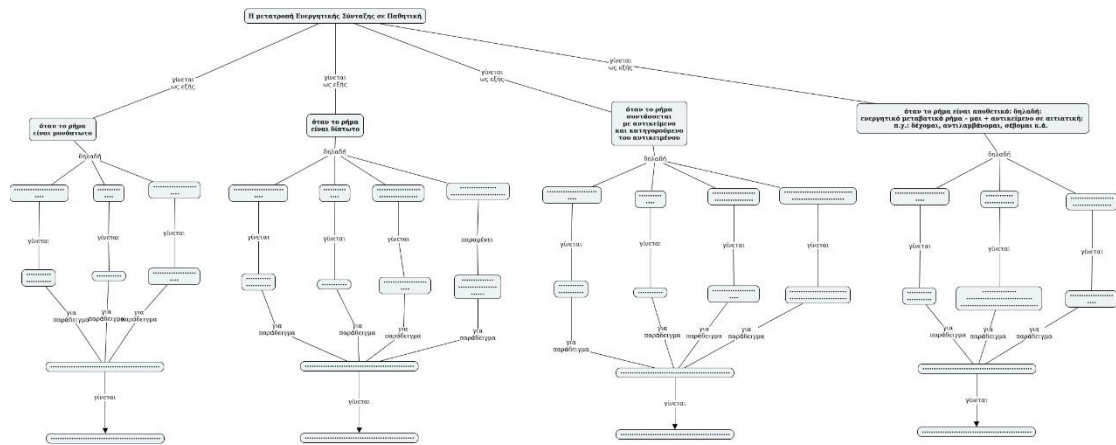 Η μετατροπή Ενεργητικής Σύνταξης σε Παθητική
γίνεται
ως εξής
γίνεται
ως εξής
γίνεται
ως εξής
γίνεται
ως εξής
όταν το ρήμα
είναι μονόπτωτο
όταν το ρήμα
είναι δίπτωτο
όταν το ρήμα
συντάσσεται
με αντικείμενο
και κατηγορούμενο
του αντικειμένου
όταν το ρήμα είναι αποθετικό: δηλαδή:
ενεργητικό μεταβατικό ρήμα - μαι + αντικείμενο σε αιτιατική:
π.χ.: δέχομαι, αντιλαμβάνομαι, σέβομαι κ.ά.
δηλαδή
δηλαδή
δηλαδή
δηλαδή
γίνεται
γίνεται
γίνεται
γίνεται
γίνεται
γίνεται
παραμένει
γίνεται
γίνεται
γίνεται
γίνεται
γίνεται
γίνεται
γίνεται
για
παράδειγμα
για
παράδειγμα
για
παράδειγμα
για
παράδειγμα
για
παράδειγμα
για
παράδειγμα
για
παράδειγμα
για
παράδειγμα
για
παράδειγμα
για
παράδειγμα
για
παράδειγμα
για
παράδειγμα
για
παράδειγμα
για
παράδειγμα
γίνεται
γίνεται
γίνεται
γίνεται